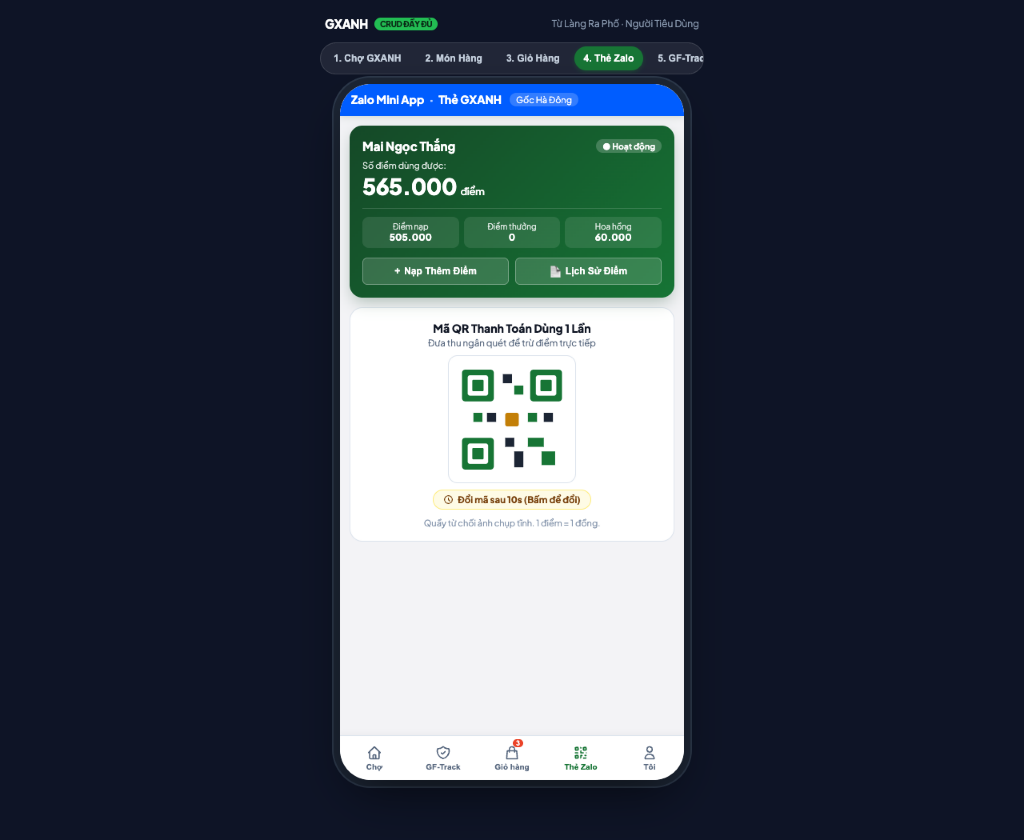 GXANH CRUD ĐẦY ĐỦ Từ Làng Ra Phố · Người Tiêu Dùng
1. Chợ GXANH 2. Món Hàng 3. Giỏ Hàng 4. Thẻ Zalo 5. GF-Trac
Zalo Mini App · Thẻ GXANH Gốc Hà Đông
Mai Ngọc Thắng Hoạt động
Số điểm dùng được:
565.000 điểm
Điểm nạp Điểm thưởng Hoa hồng
505.000 0 60.000
+ Nạp Thêm Điểm Lịch Sử Điểm
Mã QR Thanh Toán Dùng 1 Lần
Đưa thu ngân quét để trừ điểm trực tiếp
Đổi mã sau 10s (Bấm để đổi)
Quầy từ chối ảnh chụp tĩnh. 1 điểm = 1 đồng.
3
Chợ GF-Track Giỏ hàng Thẻ Zalo Tôi